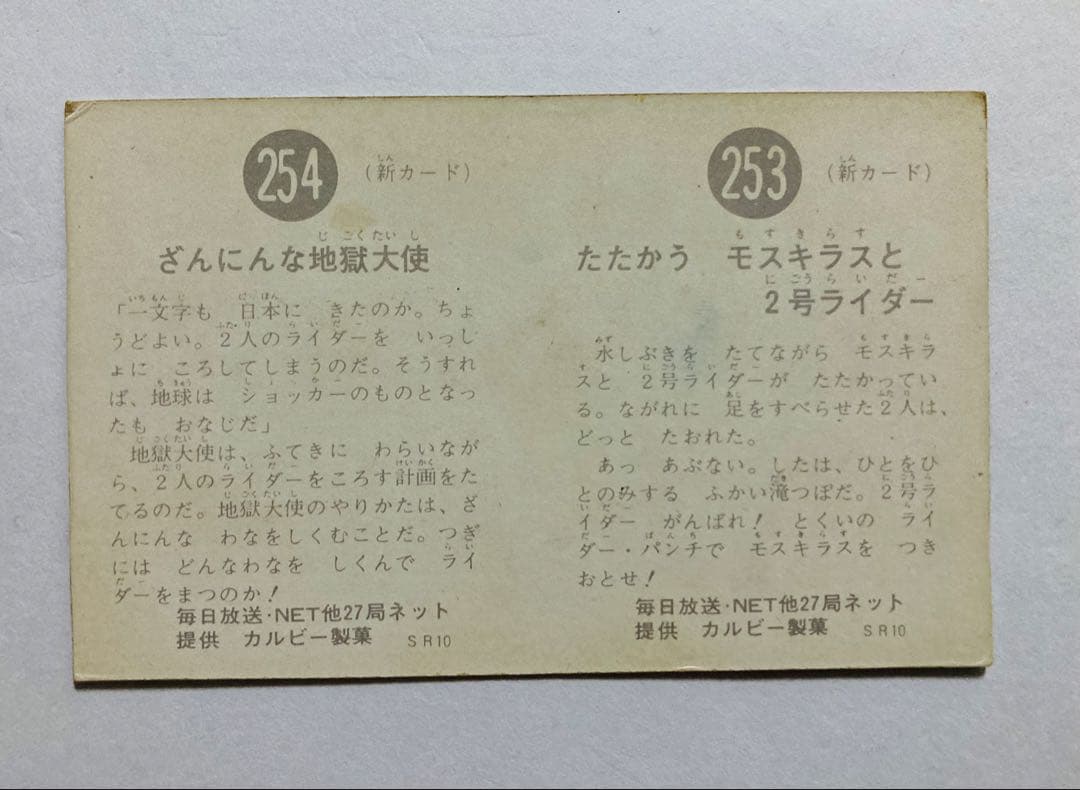 254
(新カード)
ざんにんな地獄大使
「一文字も 日本に きたのか。ちょ
うどよい。2人のライダーを いっし
ょに ころしてしまうのだ。そうすれ
ば、地球は ショッカーのものとなっ
たも おなじだ」
地獄大使は、ふてきに わらいなが
ら、2人のライダーをころす計画をた
てるのだ。地獄大使のやりかたは、ざ
んにんな わなをしくむことだ。つぎ
には どんなわなを しくんで ライ
ダーをまつのか!
毎日放送・NET他27局ネット
提供 カルビー製菓 SR10
253
(新カード)
たたかう モスキラスと
2号ライダー
水しぶきを たてながら モスキラ
スと 2号ライダーが たたかってい
る。ながれに 足をすべらせた2人は、
どっと たおれた。
あっ あぶない。したは、ひとをひ
とのみする ふかい滝つぼだ。2号ラ
イダー がんばれ! とくいの ライ
ダー・パンチで モスキラスを つき
おとせ!
毎日放送・NET他27局ネット
提供 カルビー製菓 SR10